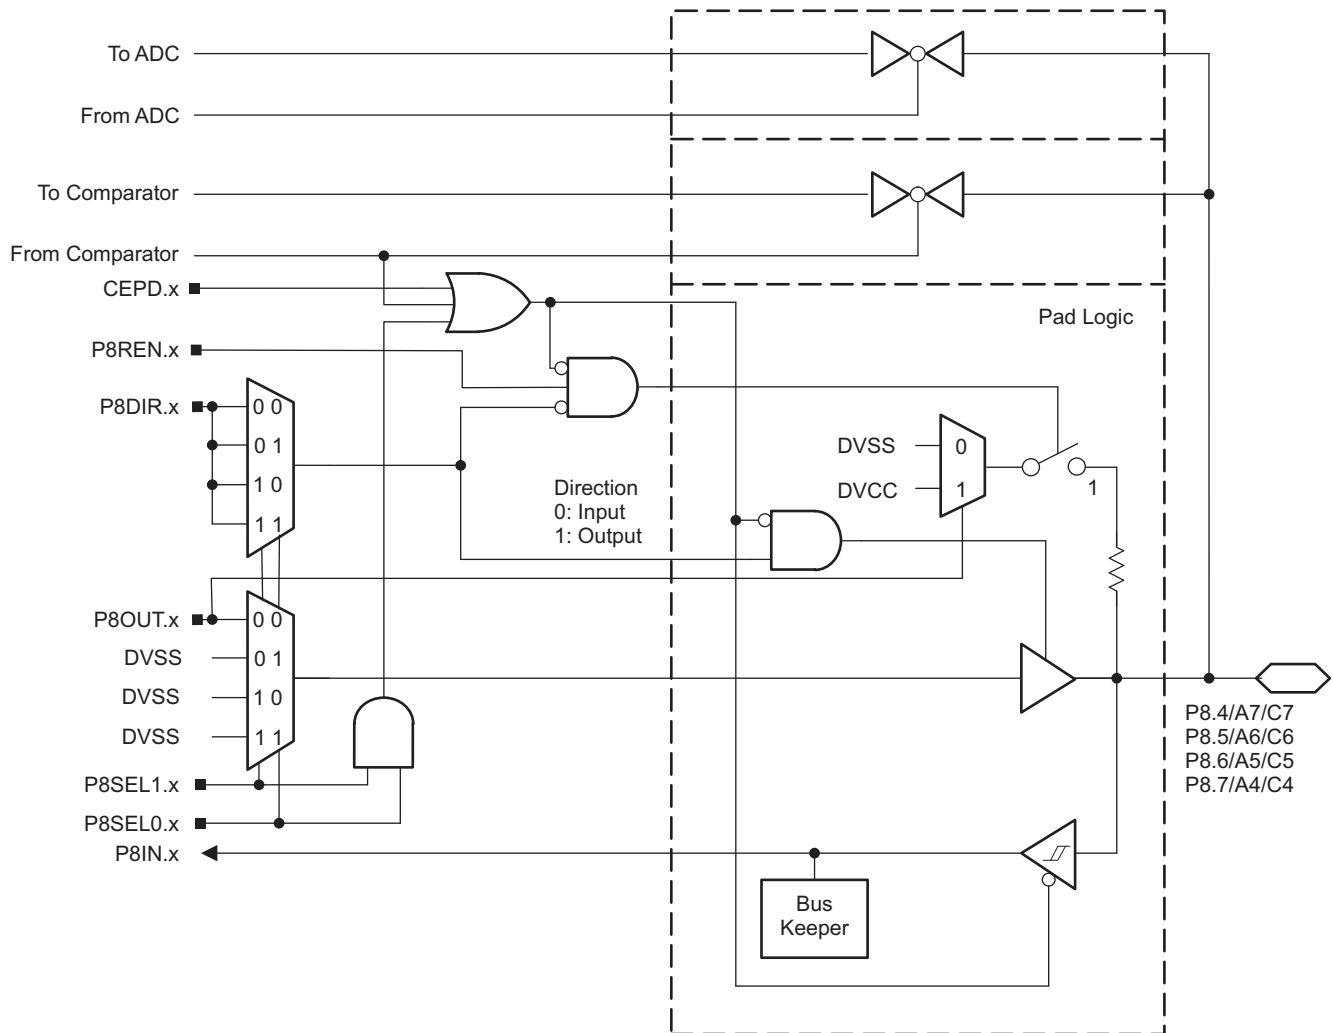 To ADC
From ADC
To Comparator
From Comparator
CEPD.x
Pad Logic
P8REN.x
P8DIR.x
0 0
0 1
1 0
1 1
DVSS
0
DVCC
1
1
Direction
0: Input
1: Output
P8OUT.x
0 0
DVSS
0 1
DVSS
1 0
DVSS
1 1
P8.4/A7/C7
P8.5/A6/C6
P8.6/A5/C5
P8.7/A4/C4
P8SEL1.x
P8SEL0.x
P8IN.x
Bus
Keeper